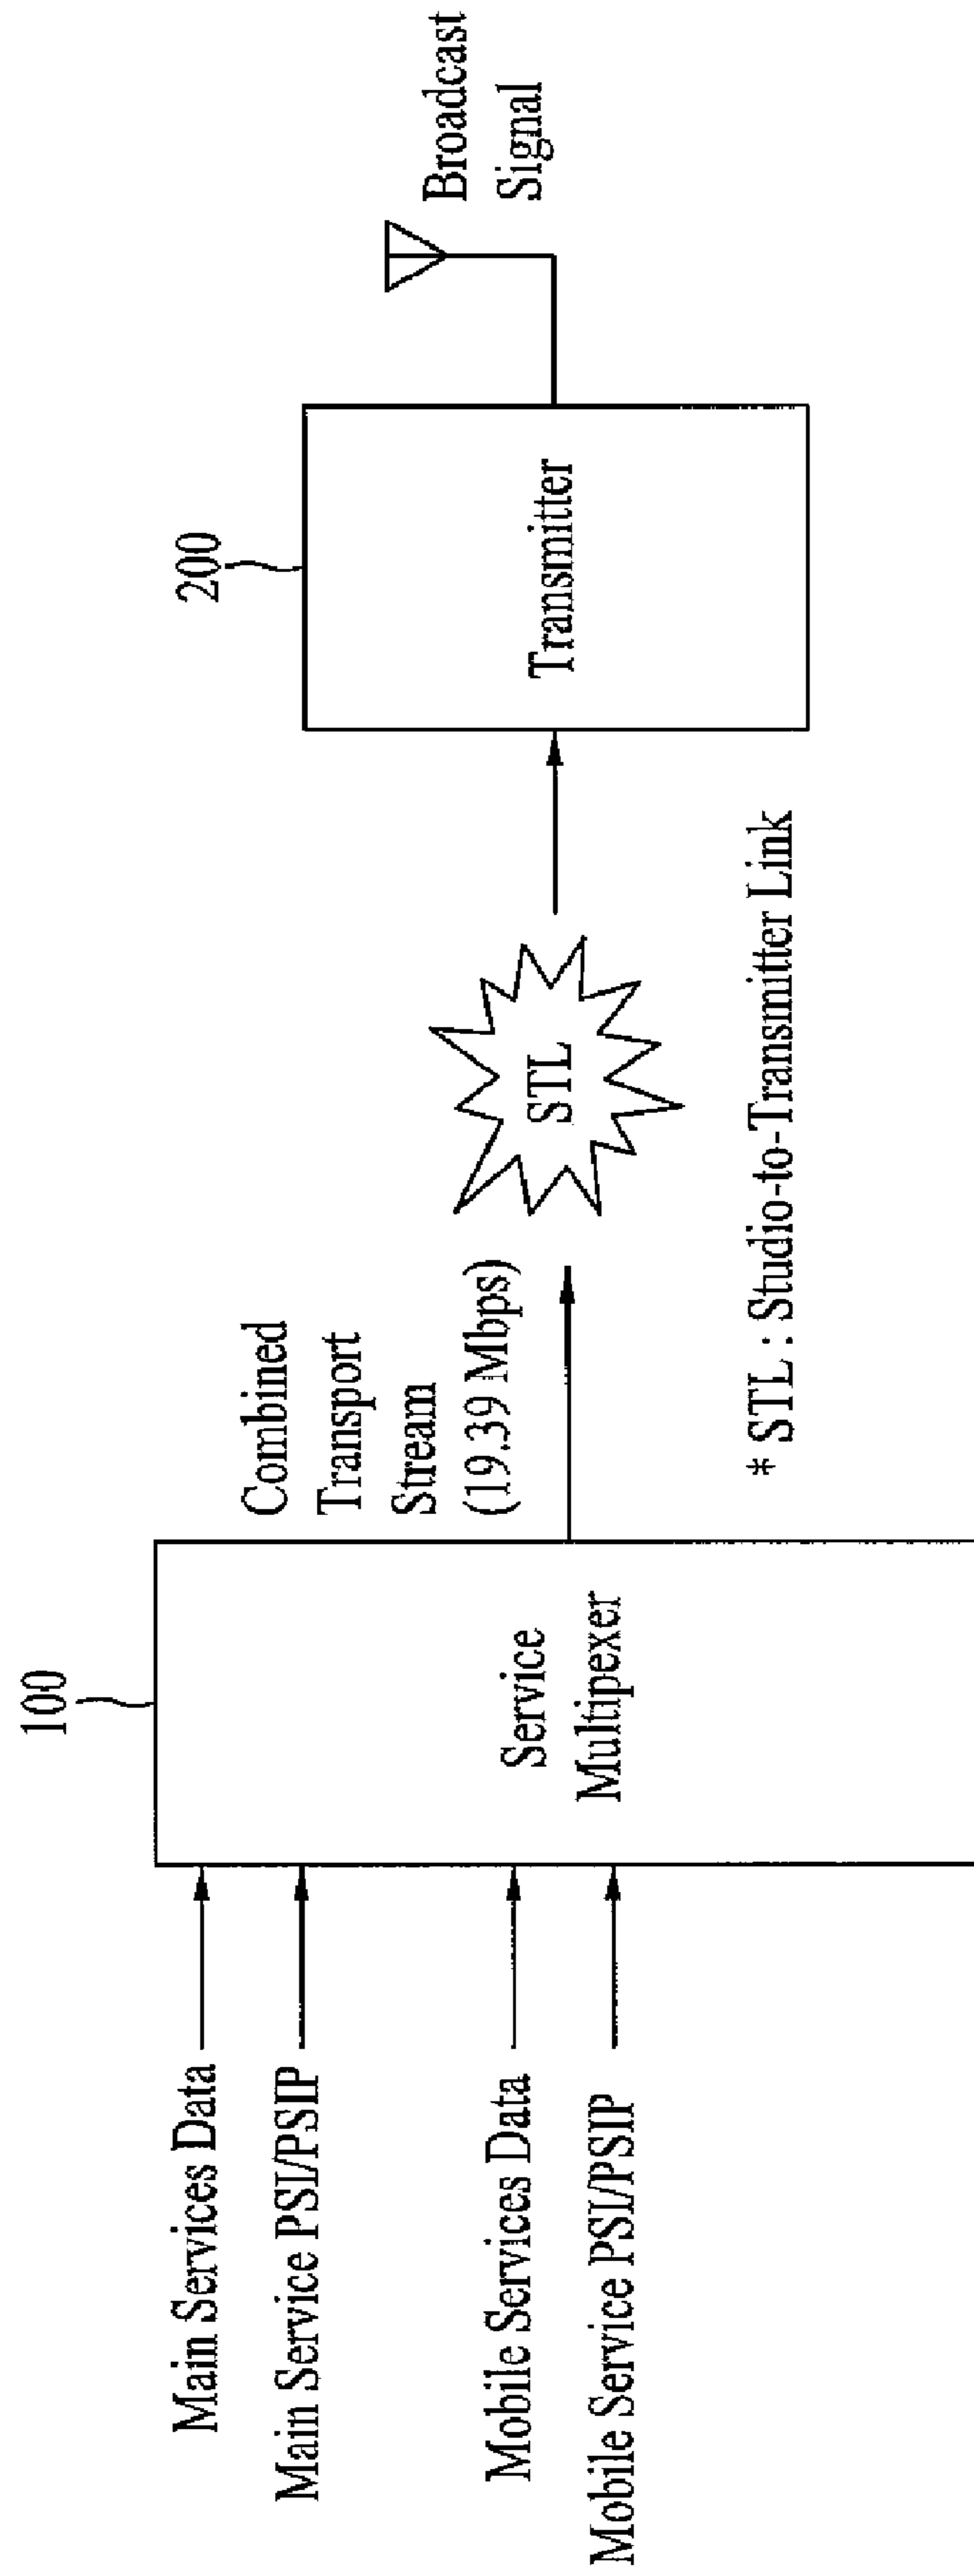 Main Services Data
Main Service PSI/PSIP
Mobile Services Data
Mobile Service PSI/PSIP
100
Service
Multipexer
Combined
Transport
Stream
(19.39 Mbps)
STL
200
Transmitter
Broadcast
Signal
* STL : Studio-to-Transmitter Link